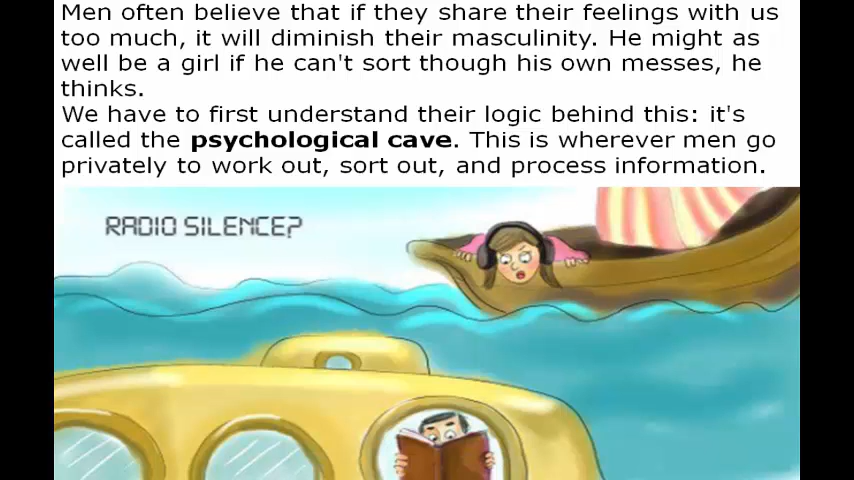 Men often believe that if they share their feelings with us
too much, it will diminish their masculinity. He might as
well be a girl if he can't sort though his own messes, he
thinks.
We have to first understand their logic behind this: it's
called the psychological cave. This is wherever men go
privately to work out, sort out, and process information.
RADIO SILENCE?